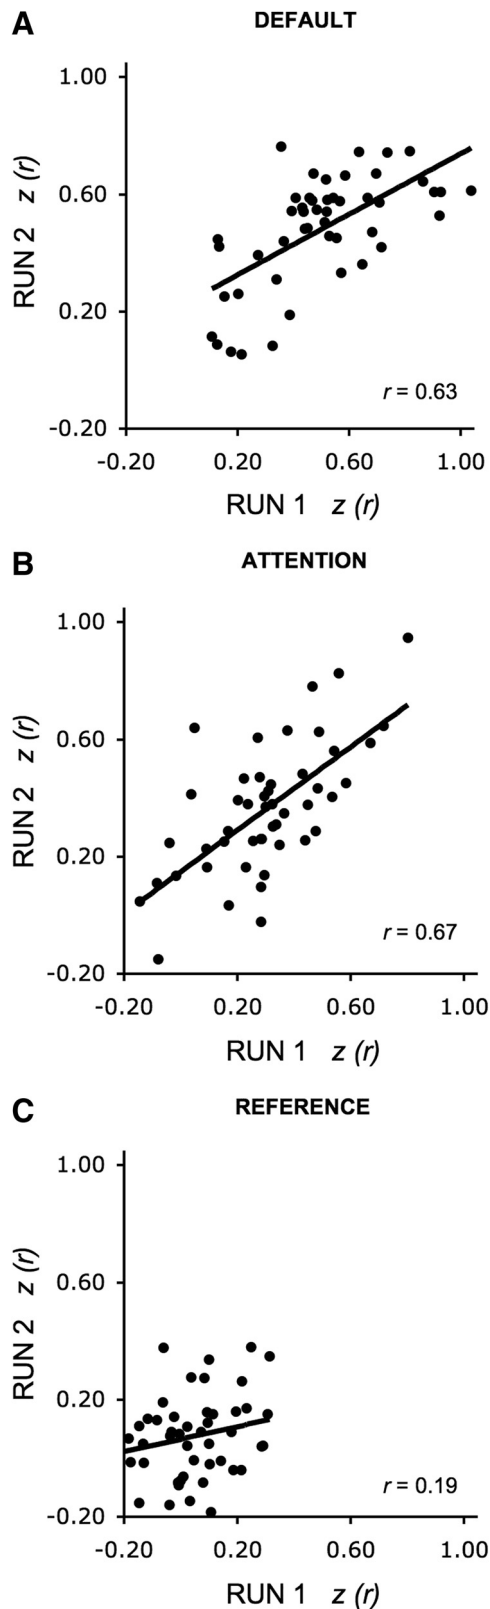 A DEFAULT
1.00
0.60
0.20
-0.20
RUN 2 z (r)
r = 0.63
-0.20 0.20 0.60 1.00
RUN 1 z (r)
B ATTENTION
1.00
0.60
0.20
-0.20
RUN 2 z (r)
r = 0.67
-0.20 0.20 0.60 1.00
RUN 1 z (r)
C REFERENCE
1.00
0.60
0.20
-0.20
RUN 2 z (r)
r = 0.19
-0.20 0.20 0.60 1.00
RUN 1 z (r)